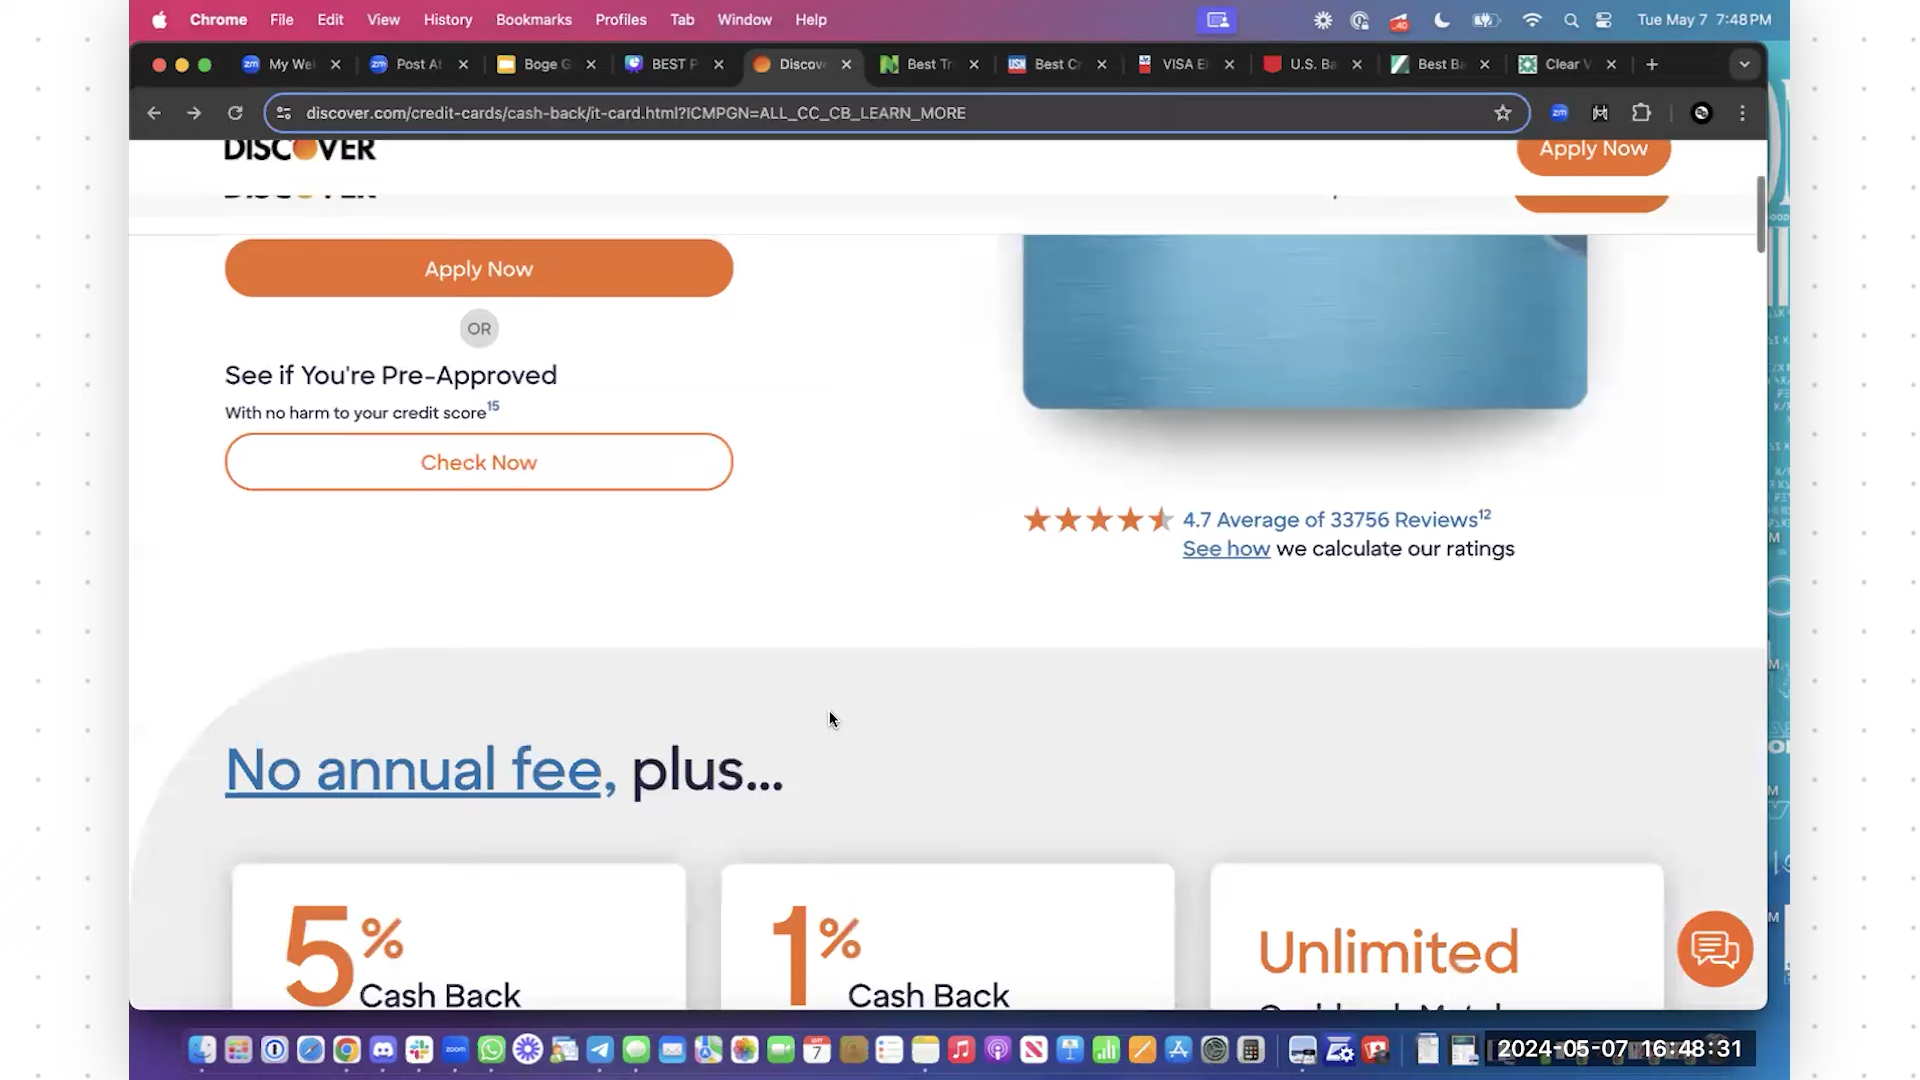 Chrome File Edit View History Bookmarks Profiles Tab Window Help Tue May 7 7:48 PM
zm My We zm Post At Boge G BEST P Discov Best Tr USN Best Cr VISA E U.S. Ba Best Ba Clear V
discover.com/credit-cards/cash-back/it-card.html?ICMPGN=ALL_CC_CB_LEARN_MORE
DISCOVER
Apply Now
Apply Now
OR
See if You're Pre-Approved
With no harm to your credit score15
Check Now
4.7 Average of 33756 Reviews12
See how we calculate our ratings
No annual fee, plus...
5%
Cash Back
1%
Cash Back
Unlimited
2024-05-07 16:48:31